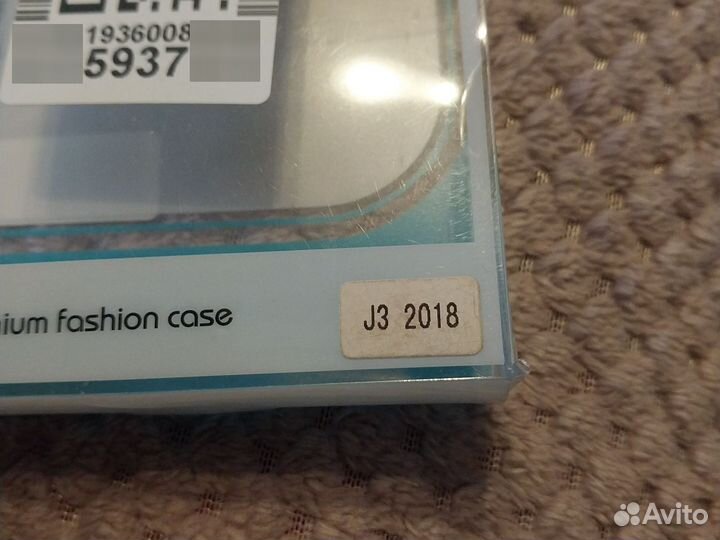 1936008
5937
ium fashion case
J3 2018
Avito